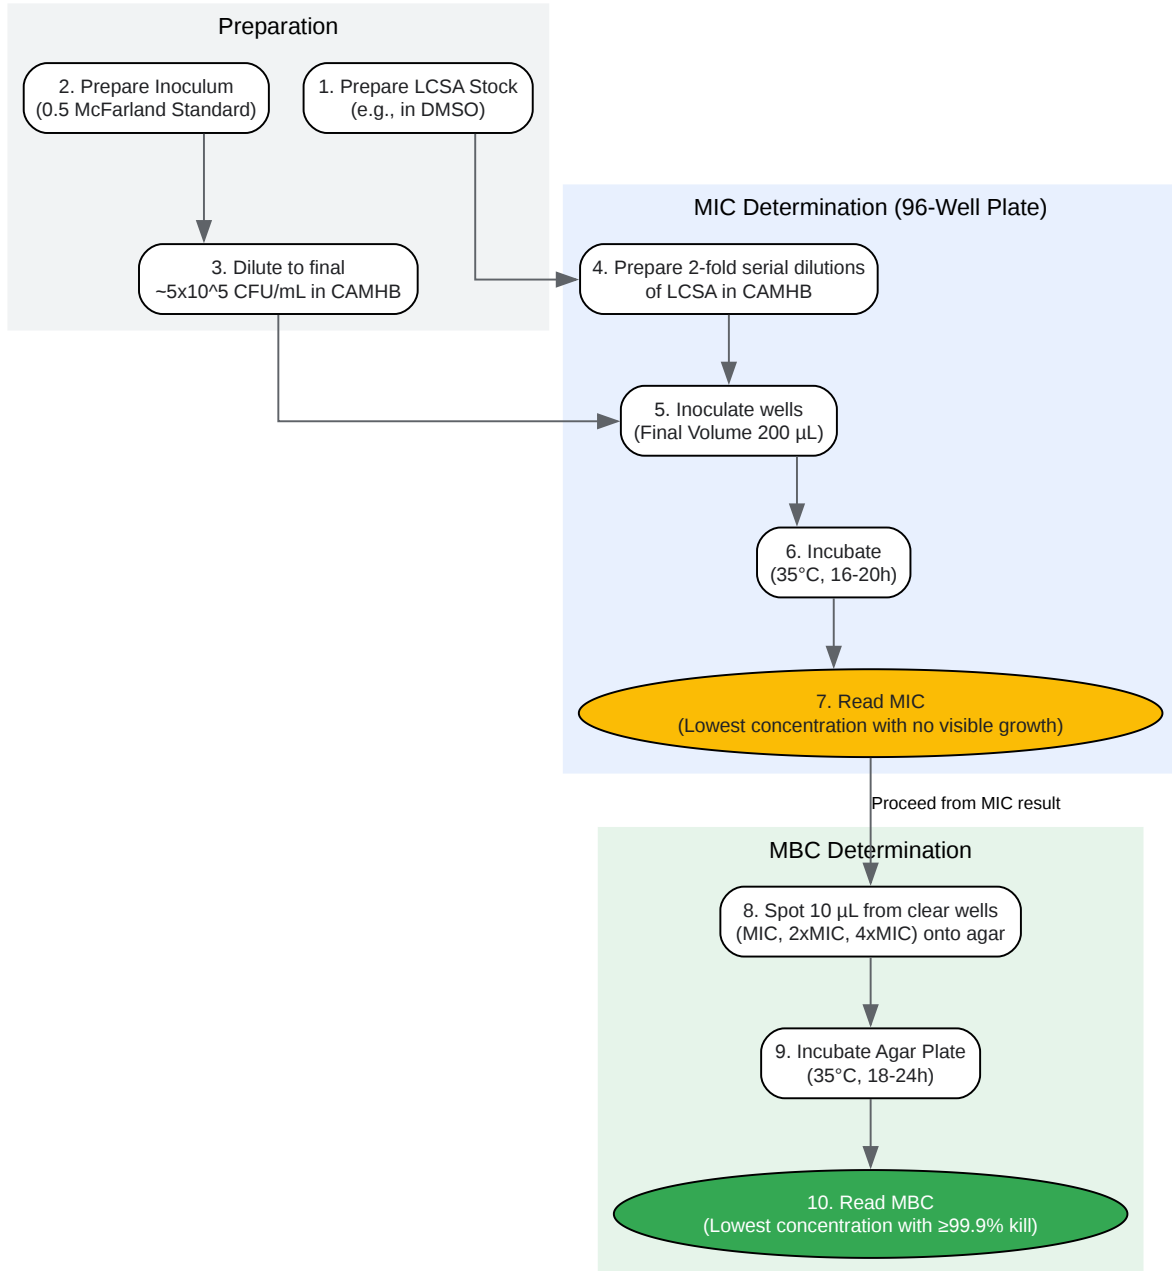 Preparation
2. Prepare Inoculum
(0.5 McFarland Standard)
1. Prepare LCSA Stock
(e.g., in DMSO)
3. Dilute to final
~5x10^5 CFU/mL in CAMHB
MIC Determination (96-Well Plate)
4. Prepare 2-fold serial dilutions
of LCSA in CAMHB
5. Inoculate wells
(Final Volume 200 µL)
6. Incubate
(35°C, 16-20h)
7. Read MIC
(Lowest concentration with no visible growth)
Proceed from MIC result
MBC Determination
8. Spot 10 µL from clear wells
(MIC, 2xMIC, 4xMIC) onto agar
9. Incubate Agar Plate
(35°C, 18-24h)
10. Read MBC
(Lowest concentration with ≥99.9% kill)